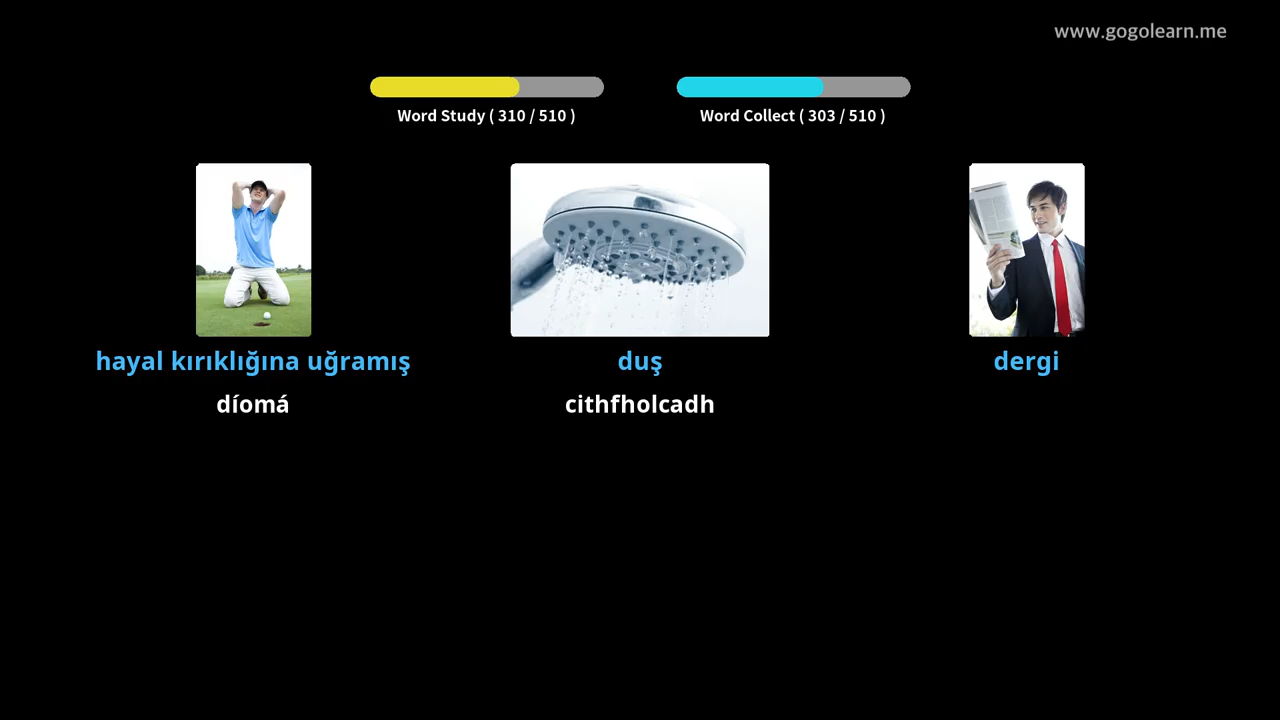 www.gogolearn.me
Word Study ( 310 / 510 )
Word Collect ( 303 / 510 )
hayal kırıklığına uğramış
díomá
duş
cithfholcadh
dergi